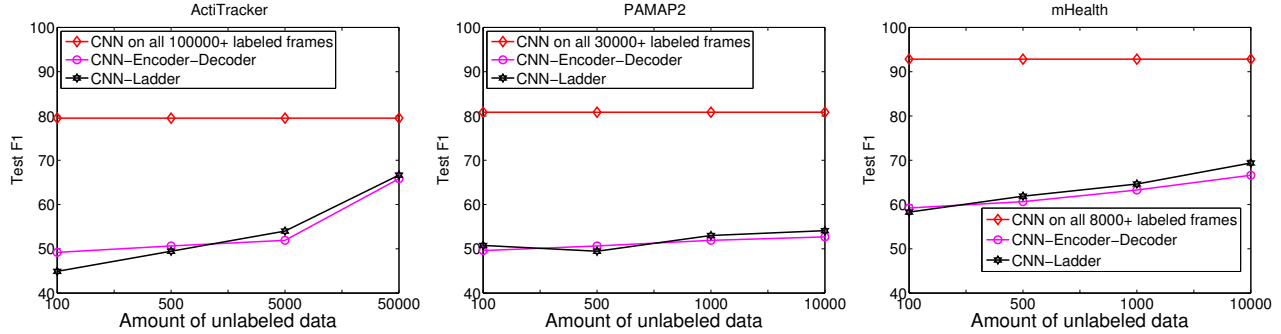 ActiTracker
100
90
80
70
60
50
40
Test F1
CNN on all 100000+ labeled frames
CNN−Encoder−Decoder
CNN−Ladder
100 500 5000 50000
Amount of unlabeled data
PAMAP2
100
90
80
70
60
50
40
Test F1
CNN on all 30000+ labeled frames
CNN−Encoder−Decoder
CNN−Ladder
100 500 1000 10000
Amount of unlabeled data
mHealth
100
90
80
70
60
50
40
Test F1
CNN on all 8000+ labeled frames
CNN−Encoder−Decoder
CNN−Ladder
100 500 1000 10000
Amount of unlabeled data